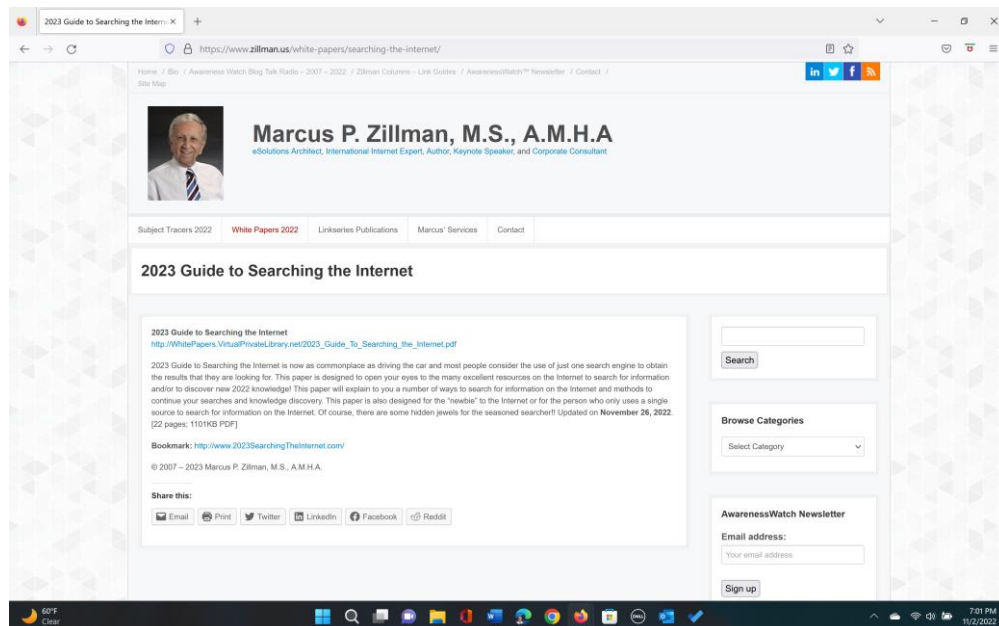 2023 Guide to Searching the Intern
https://www.zillman.us/white-papers/searching-the-internet/
Home / Bio / Awareness Watch Blog Talk Radio – 2007 – 2022 / Zillman Columns – Link Guides / AwarenessWatch™ Newsletter / Contact /
Site Map
in f
Marcus P. Zillman, M.S., A.M.H.A
eSolutions Architect, International Internet Expert, Author, Keynote Speaker, and Corporate Consultant
Subject Tracers 2022 White Papers 2022 Linkseries Publications Marcus' Services Contact
2023 Guide to Searching the Internet
2023 Guide to Searching the Internet
http://WhitePapers.VirtualPrivateLibrary.net/2023_Guide_To_Searching_the_Internet.pdf
2023 Guide to Searching the Internet is now as commonplace as driving the car and most people consider the use of just one search engine to obtain
the results that they are looking for. This paper is designed to open your eyes to the many excellent resources on the Internet to search for information
and/or to discover new 2022 knowledge! This paper will explain to you a number of ways to search for information on the Internet and methods to
continue your searches and knowledge discovery. This paper is also designed for the "newbie" to the Internet or for the person who only uses a single
source to search for information on the Internet. Of course, there are some hidden jewels for the seasoned searcher!! Updated on November 26, 2022.
[22 pages; 1101KB PDF]
Bookmark: http://www.2023SearchingTheInternet.com/
© 2007 – 2023 Marcus P. Zillman, M.S., A.M.H.A.
Share this:
Email Print Twitter LinkedIn Facebook Reddit
Search
Browse Categories
Select Category
AwarenessWatch Newsletter
Email address:
Your email address
Sign up
60°F
Clear
7:01 PM
11/2/2022